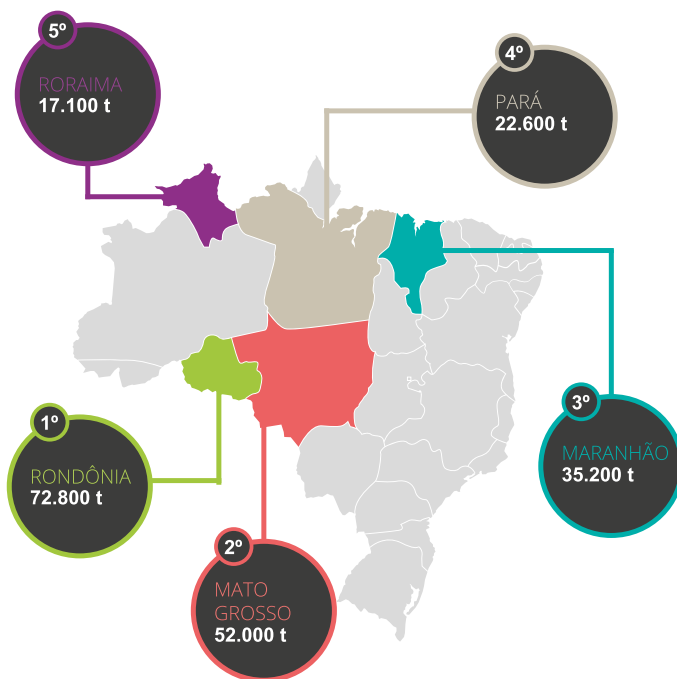 5º
RORAIMA
17.100 t
4º
PARÁ
22.600 t
1º
RONDÔNIA
72.800 t
3º
MARANHÃO
35.200 t
2º
MATO
GROSSO
52.000 t